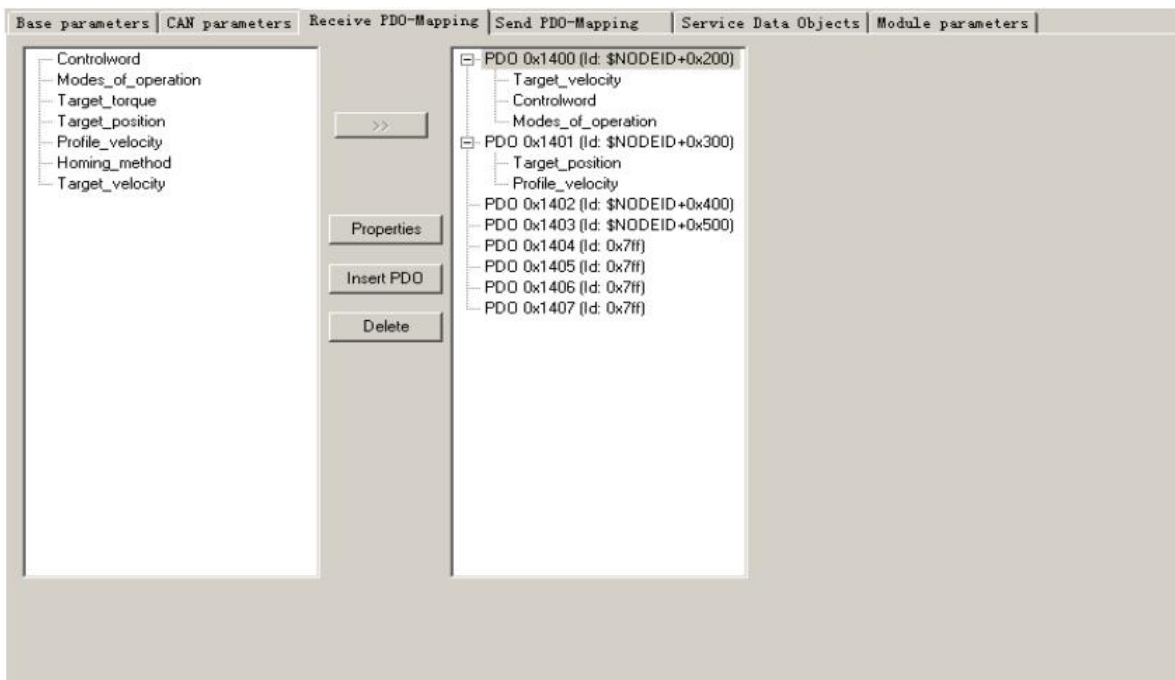 Base parameters CAN parameters Receive PDO-Mapping Send PDO-Mapping Service Data Objects Module parameters
Controlword
Modes_of_operation
Target_torque
Target_position
Profile_velocity
Homing_method
Target_velocity
>>
Properties
Insert PDO
Delete
PDO 0x1400 (Id: $NODEID+0x200)
Target_velocity
Controlword
Modes_of_operation
PDO 0x1401 (Id: $NODEID+0x300)
Target_position
Profile_velocity
PDO 0x1402 (Id: $NODEID+0x400)
PDO 0x1403 (Id: $NODEID+0x500)
PDO 0x1404 (Id: 0x7ff)
PDO 0x1405 (Id: 0x7ff)
PDO 0x1406 (Id: 0x7ff)
PDO 0x1407 (Id: 0x7ff)